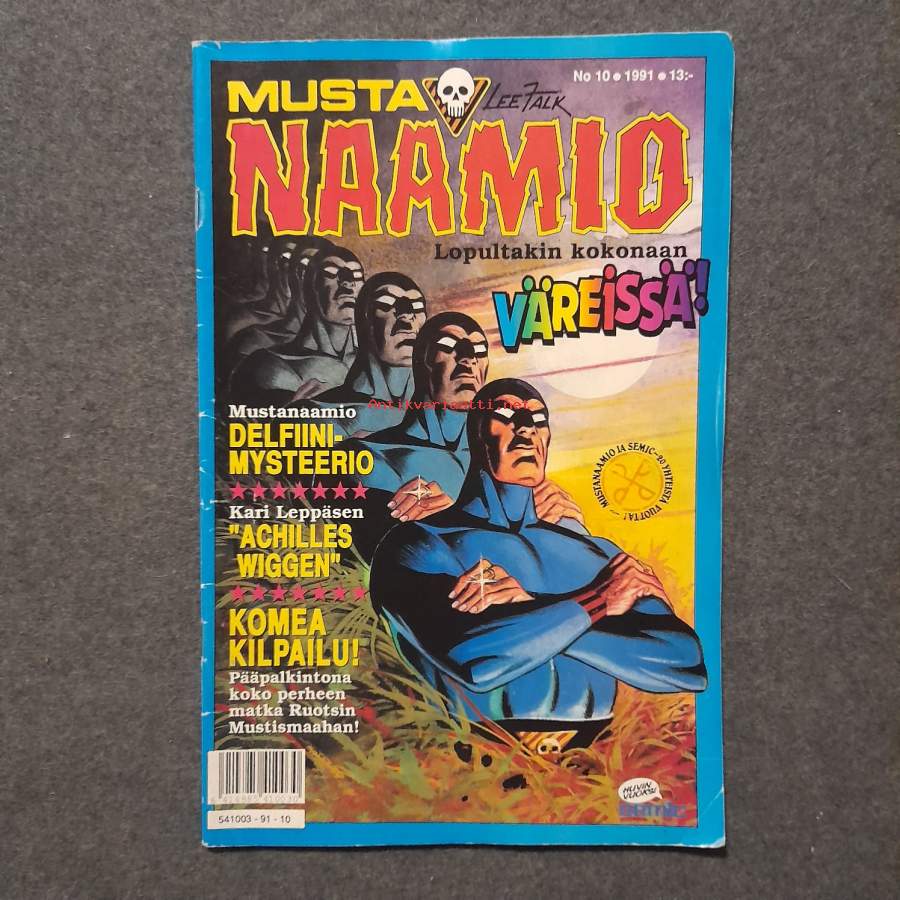 MUSTA
LEE FALK
No 10 • 1991 • 13:-
NAAMIO
Lopultakin kokonaan
VÄREISSÄ!
Mustanaamio
DELFIINI-
MYSTEERIO
Antikvariaatti.net
MUSTANAAMIO JA SEMIC - 20 YHTEISTÄ VUOTTA! -
Kari Leppäsen
"ACHILLES
WIGGEN"
KOMEA
KILPAILU!
Pääpalkintona
koko perheen
matka Ruotsin
Mustismaahan!
541003 - 91 - 10
HUVIN
VUOKSI
semic